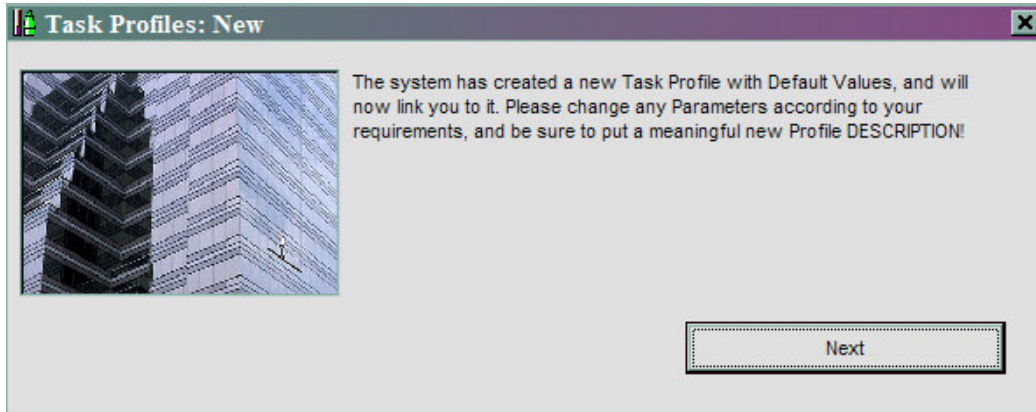 Task Profiles: New
The system has created a new Task Profile with Default Values, and will
now link you to it. Please change any Parameters according to your
requirements, and be sure to put a meaningful new Profile DESCRIPTION!
Next